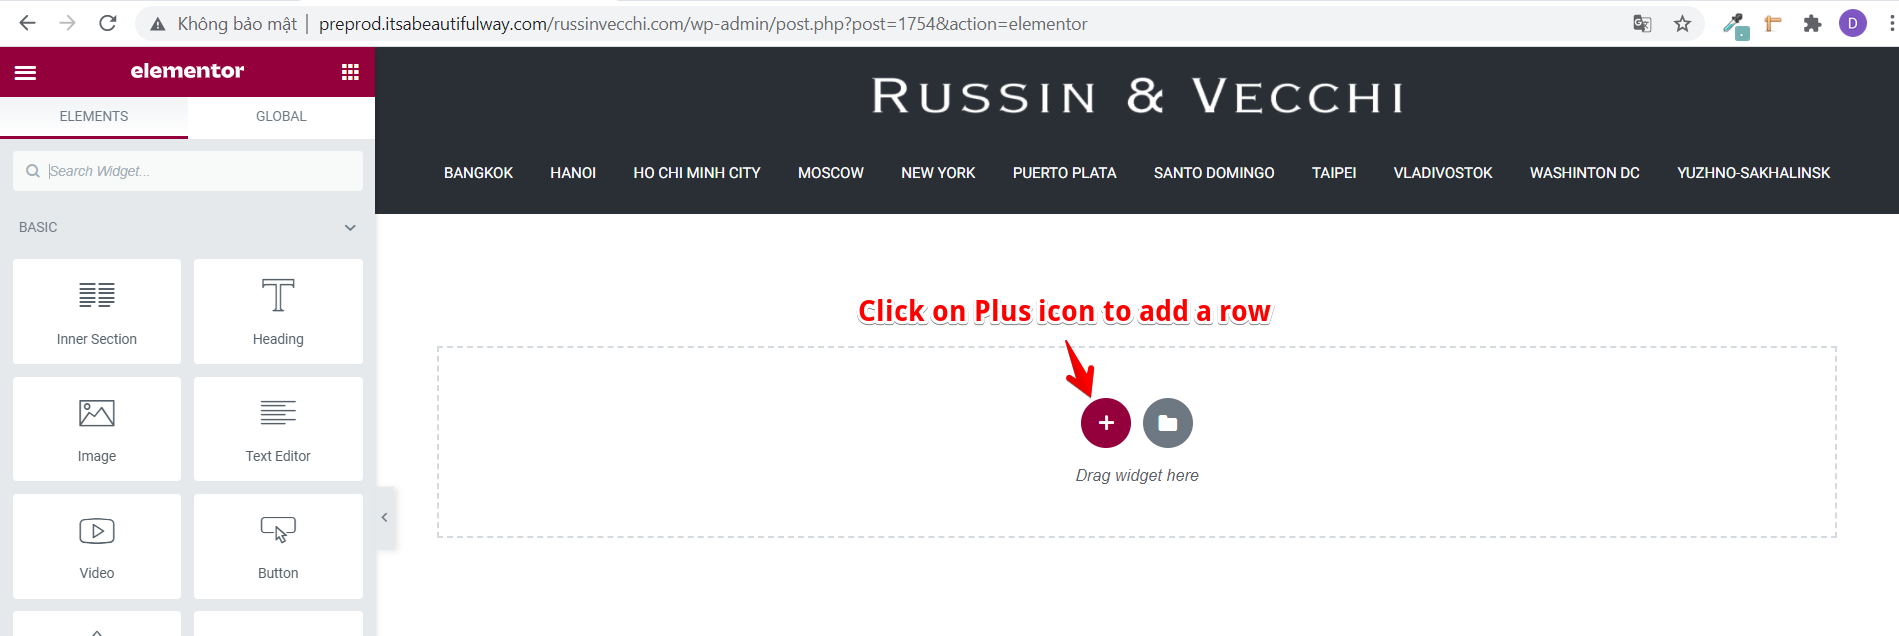 Không bảo mật | preprod.itsabeautifulway.com/russinvecchi.com/wp-admin/post.php?post=1754&action=elementor
D
elementor
ELEMENTS GLOBAL
Search Widget...
BASIC
Inner Section Heading
Image Text Editor
Video Button
RUSSIN & VECCHI
BANGKOK HANOI HO CHI MINH CITY MOSCOW NEW YORK PUERTO PLATA SANTO DOMINGO TAIPEI VLADIVOSTOK WASHINTON DC YUZHNO-SAKHALINSK
Click on Plus icon to add a row
Drag widget here